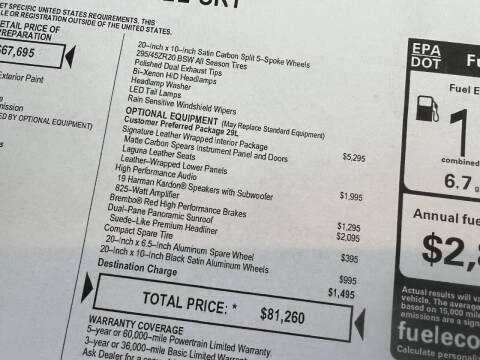 SRT
ET SPECIFIC UNITED STATES REQUIREMENTS. THIS
LE OR REGISTRATION OUTSIDE OF THE UNITED STATES.
ETAIL PRICE OF
REPARATION
$67,695
Exterior Paint
mission
ED BY OPTIONAL EQUIPMENT)
20–inch x 10–inch Satin Carbon Split 5–Spoke Wheels
295/45ZR20 BSW All Season Tires
Polished Dual Exhaust Tips
Bi–Xenon HID Headlamps
Headlamp Washer
LED Tail Lamps
Rain Sensitive Windshield Wipers
OPTIONAL EQUIPMENT (May Replace Standard Equipment)
Customer Preferred Package 29L
Signature Leather Wrapped Interior Package $5,295
Matte Carbon Spears Instrument Panel and Doors
Laguna Leather Seats
Leather–Wrapped Lower Panels
High Performance Audio $1,995
19 Harman Kardon® Speakers with Subwoofer
825–Watt Amplifier
Brembo® Red High Performance Brakes $1,295
Dual–Pane Panoramic Sunroof $2,095
Suede–Like Premium Headliner
Compact Spare Tire $395
20–inch x 6.5–inch Aluminum Spare Wheel
20–inch x 10–inch Black Satin Aluminum Wheels $995
Destination Charge $1,495
TOTAL PRICE: * $81,260
WARRANTY COVERAGE
5–year or 60,000–mile Powertrain Limited Warranty.
3–year or 36,000–mile Basic Limited Warranty.
Ask Dealer for a
EPA
DOT
Fu
Fuel E
1
combined
6.7
Annual fue
$2,
Actual results will va
vehicle. The average
on 15,000 mile
emissions are a sign
fueleco
Calculate personaliz